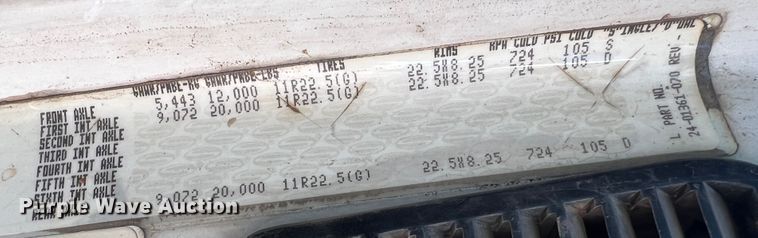 GAWR/PNBE-KG GAWR/PNBE-LBS TIRES RIMS KPA COLD PSI COLD "S"INGLE/"D"UAL
FRONT AXLE 5,443 12,000 11R22.5(G) 22.5X8.25 724 105 S
FIRST INT AXLE 9,072 20,000 11R22.5(G) 22.5X8.25 724 105 D
SECOND INT AXLE
THIRD INT AXLE
FOURTH INT AXLE
FIFTH INT AXLE
SIXTH INT AXLE
REAR AXLE 9,072 20,000 11R22.5(G) 22.5X8.25 724 105 D
L PART NO.
24-01361-070 REV -
Purple Wave Auction